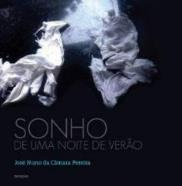 SONHO
DE UMA NOITE DE VERÃO
José Nuno da Câmara Pereira